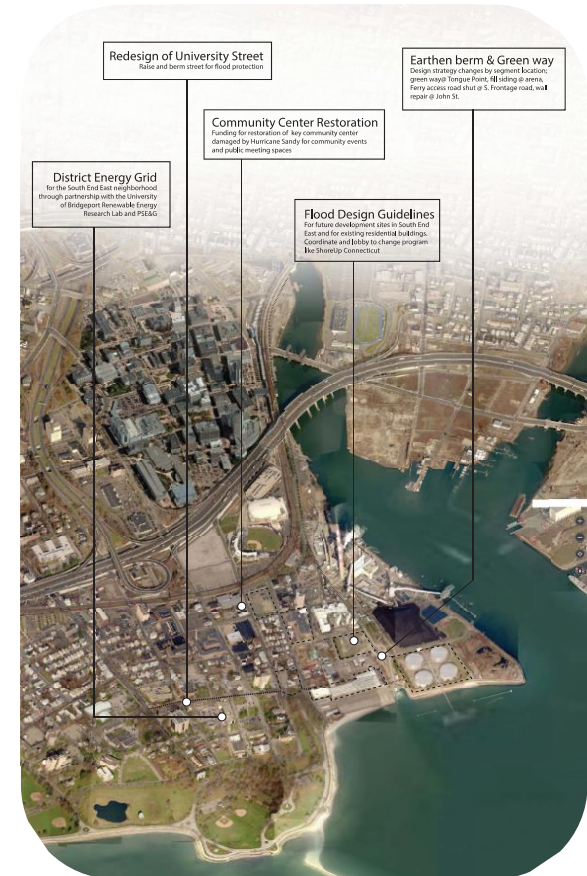 Redesign of University Street
Raise and berm street for flood protection
Earthen berm & Green way
Design strategy changes by segment location;
green way@ Tongue Point, fill siding @ arena,
Ferry access road shut @ S. Frontage road, wall
repair @ John St.
Community Center Restoration
Funding for restoration of key community center
damaged by Hurricane Sandy for community events
and public meeting spaces
District Energy Grid
for the South End East neighborhood
through partnership with the University
of Bridgeport Renewable Energy
Research Lab and PSE&G
Flood Design Guidelines
For future development sites in South End
East and for existing residential buildings.
Coordinate and lobby to change program
like ShoreUp Connecticut